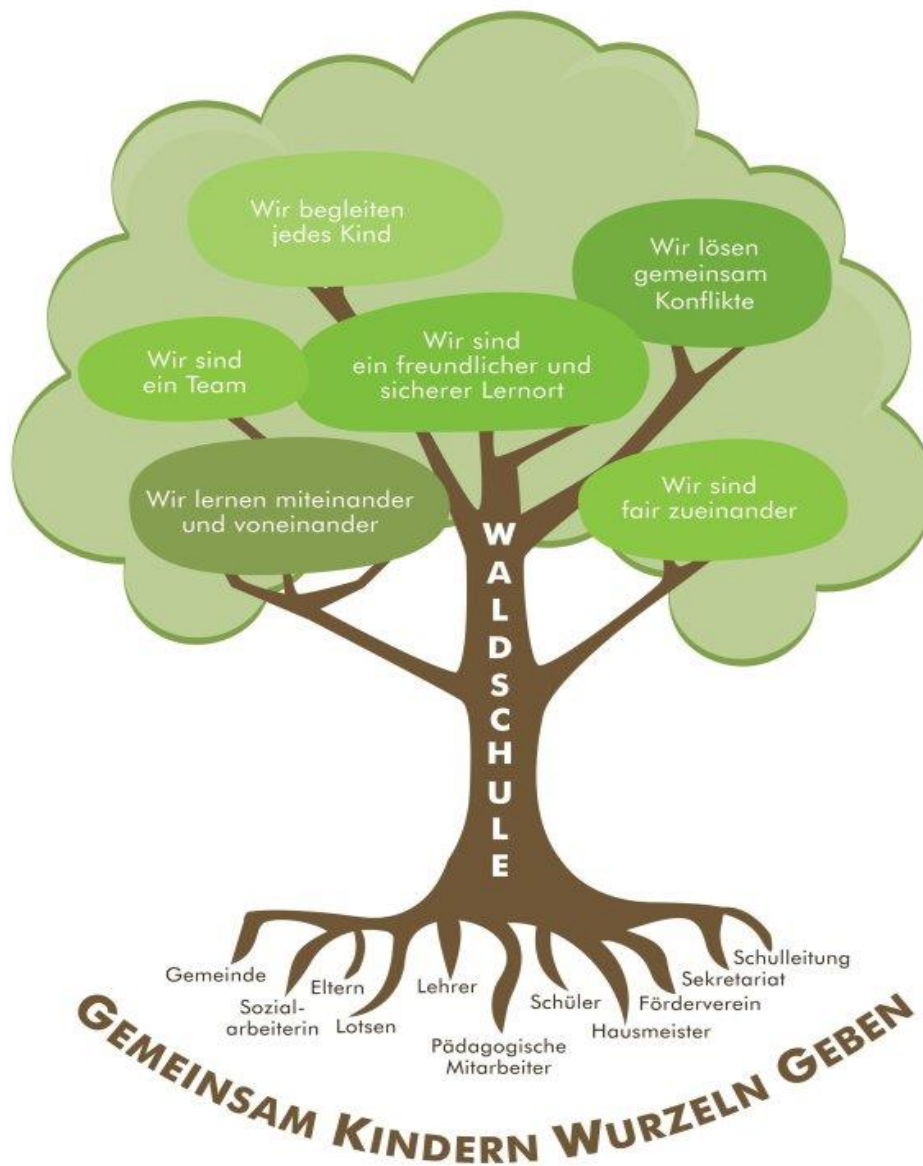 Wir begleiten
jedes Kind
Wir lösen
gemeinsam
Konflikte
Wir sind
ein Team
Wir sind
ein freundlicher und
sicherer Lernort
Wir lernen miteinander
und voneinander
Wir sind
fair zueinander
WALDSCHULE
Gemeinde
Sozial-
arbeiterin
Eltern
Lotsen
Lehrer
Pädagogische
Mitarbeiter
Schüler
Hausmeister
Förderverein
Sekretariat
Schulleitung
GEMEINSAM KINDERN WURZELN GEBEN